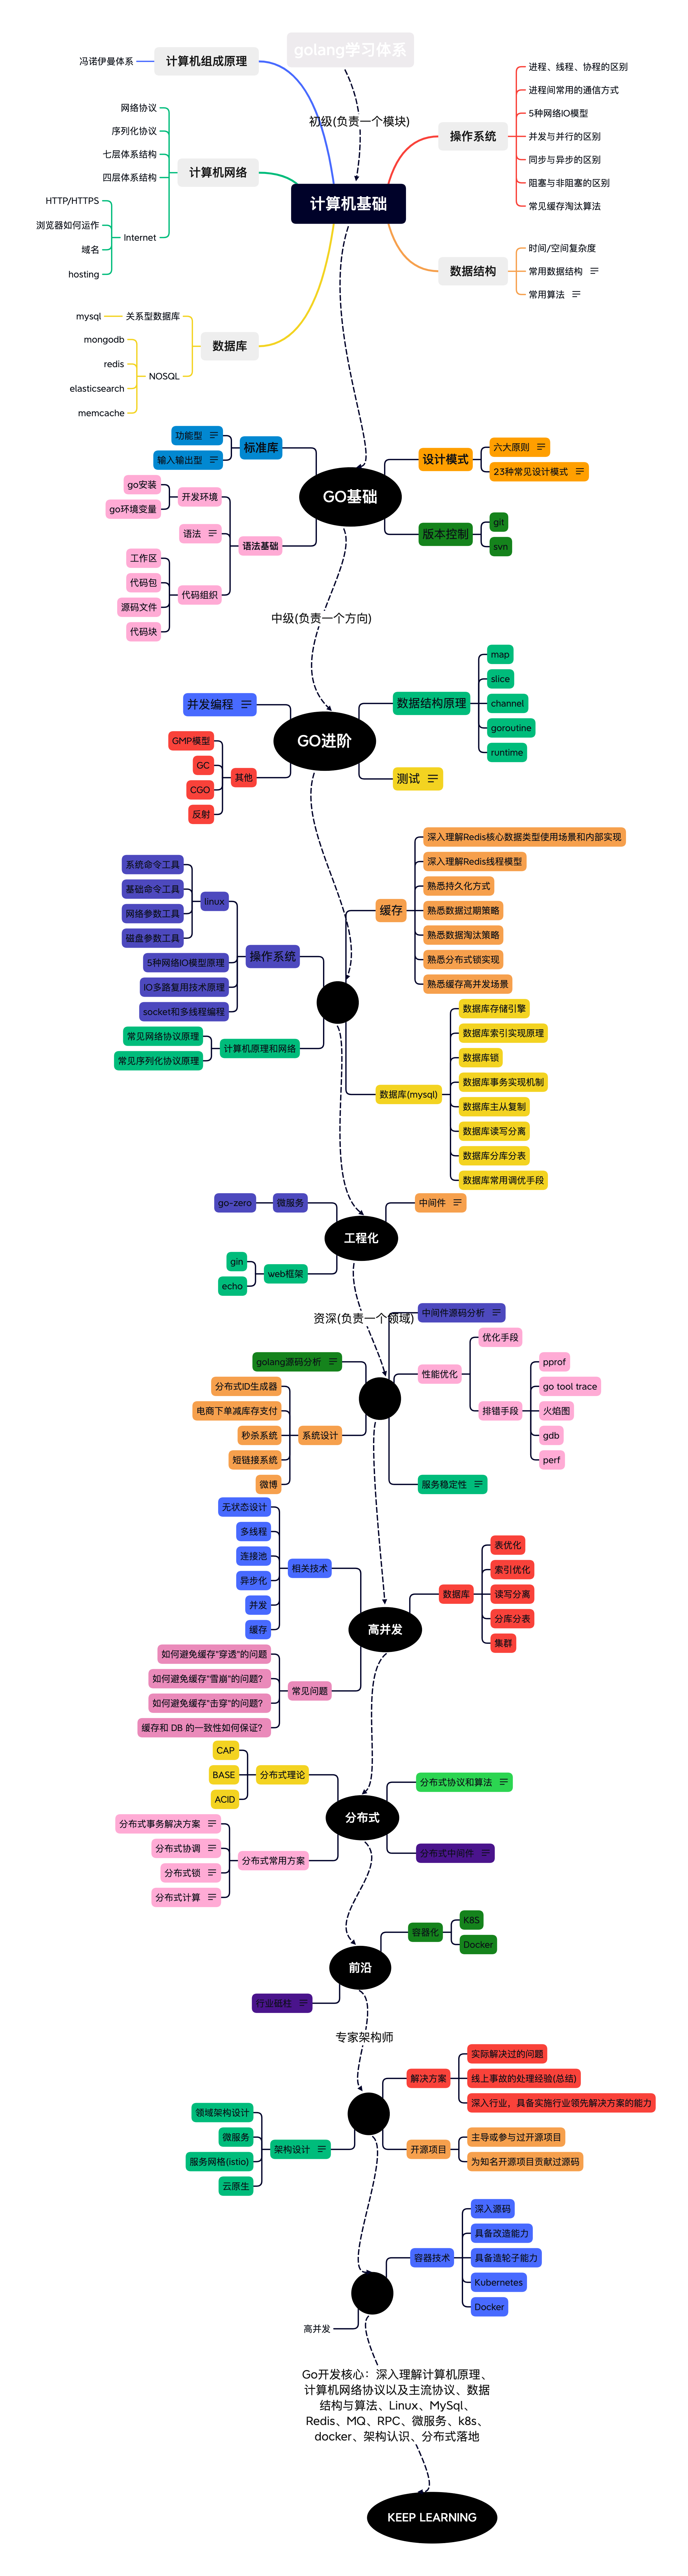 golang学习体系
初级(负责一个模块)
计算机基础
计算机组成原理
冯诺伊曼体系
计算机网络
网络协议
序列化协议
七层体系结构
四层体系结构
Internet
HTTP/HTTPS
浏览器如何运作
域名
hosting
数据库
关系型数据库
mysql
NOSQL
mongodb
redis
elasticsearch
memcache
操作系统
进程、线程、协程的区别
进程间常用的通信方式
5种网络IO模型
并发与并行的区别
同步与异步的区别
阻塞与非阻塞的区别
常见缓存淘汰算法
数据结构
时间/空间复杂度
常用数据结构
常用算法
GO基础
标准库
功能型
输入输出型
语法基础
开发环境
go安装
go环境变量
语法
代码组织
工作区
代码包
源码文件
代码块
设计模式
六大原则
23种常见设计模式
版本控制
git
svn
中级(负责一个方向)
GO进阶
并发编程
其他
GMP模型
GC
CGO
反射
数据结构原理
map
slice
channel
goroutine
runtime
测试
操作系统
linux
系统命令工具
基础命令工具
网络参数工具
磁盘参数工具
5种网络IO模型原理
IO多路复用技术原理
socket和多线程编程
计算机原理和网络
常见网络协议原理
常见序列化协议原理
缓存
深入理解Redis核心数据类型使用场景和内部实现
深入理解Redis线程模型
熟悉持久化方式
熟悉数据过期策略
熟悉数据淘汰策略
熟悉分布式锁实现
熟悉缓存高并发场景
数据库(mysql)
数据库存储引擎
数据库索引实现原理
数据库锁
数据库事务实现机制
数据库主从复制
数据库读写分离
数据库分库分表
数据库常用调优手段
工程化
微服务
go-zero
web框架
gin
echo
中间件
资深(负责一个领域)
golang源码分析
系统设计
分布式ID生成器
电商下单减库存支付
秒杀系统
短链接系统
微博
中间件源码分析
性能优化
优化手段
排错手段
pprof
go tool trace
火焰图
gdb
perf
服务稳定性
高并发
相关技术
无状态设计
多线程
连接池
异步化
并发
缓存
常见问题
如何避免缓存"穿透"的问题
如何避免缓存"雪崩"的问题?
如何避免缓存"击穿"的问题?
缓存和 DB 的一致性如何保证?
数据库
表优化
索引优化
读写分离
分库分表
集群
分布式
分布式理论
CAP
BASE
ACID
分布式常用方案
分布式事务解决方案
分布式协调
分布式锁
分布式计算
分布式协议和算法
分布式中间件
前沿
容器化
K8S
Docker
行业磁柱
专家架构师
架构设计
领域架构设计
微服务
服务网格(istio)
云原生
解决方案
实际解决过的问题
线上事故的处理经验(总结)
深入行业，具备实施行业领先解决方案的能力
开源项目
主导或参与过开源项目
为知名开源项目贡献过源码
容器技术
深入源码
具备改造能力
具备造轮子能力
Kubernetes
Docker
高并发
Go开发核心：深入理解计算机原理、
计算机网络协议以及主流协议、数据
结构与算法、Linux、MySql、
Redis、MQ、RPC、微服务、k8s、
docker、架构认识、分布式落地
KEEP LEARNING